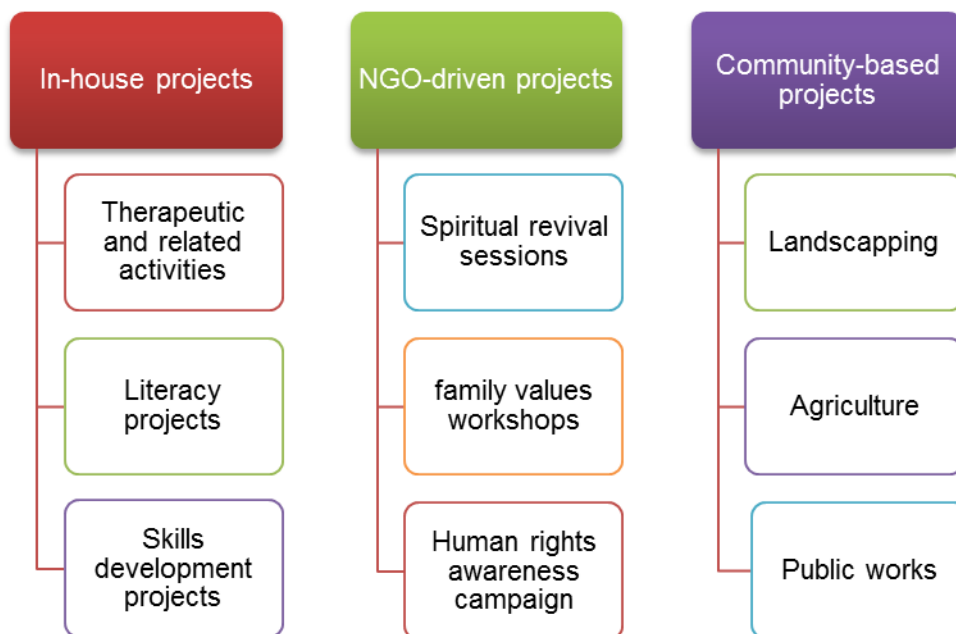 In-house projects
Therapeutic
and related
activities
Literacy
projects
Skills
development
projects
NGO-driven projects
Spiritual revival
sessions
family values
workshops
Human rights
awareness
campaign
Community-based
projects
Landscapping
Agriculture
Public works